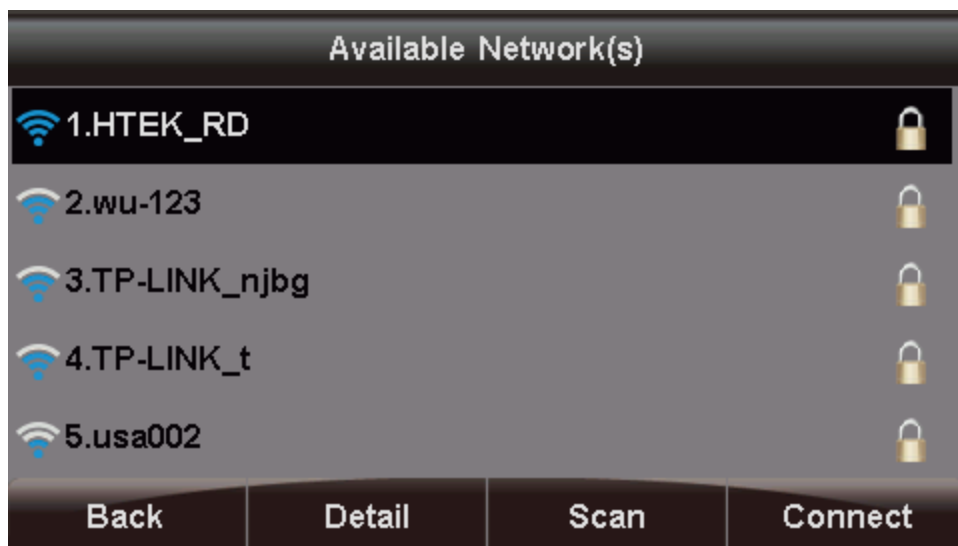 Available Network(s)
1.HTEK_RD
2.wu-123
3.TP-LINK_njbg
4.TP-LINK_t
5.usa002
Back Detail Scan Connect